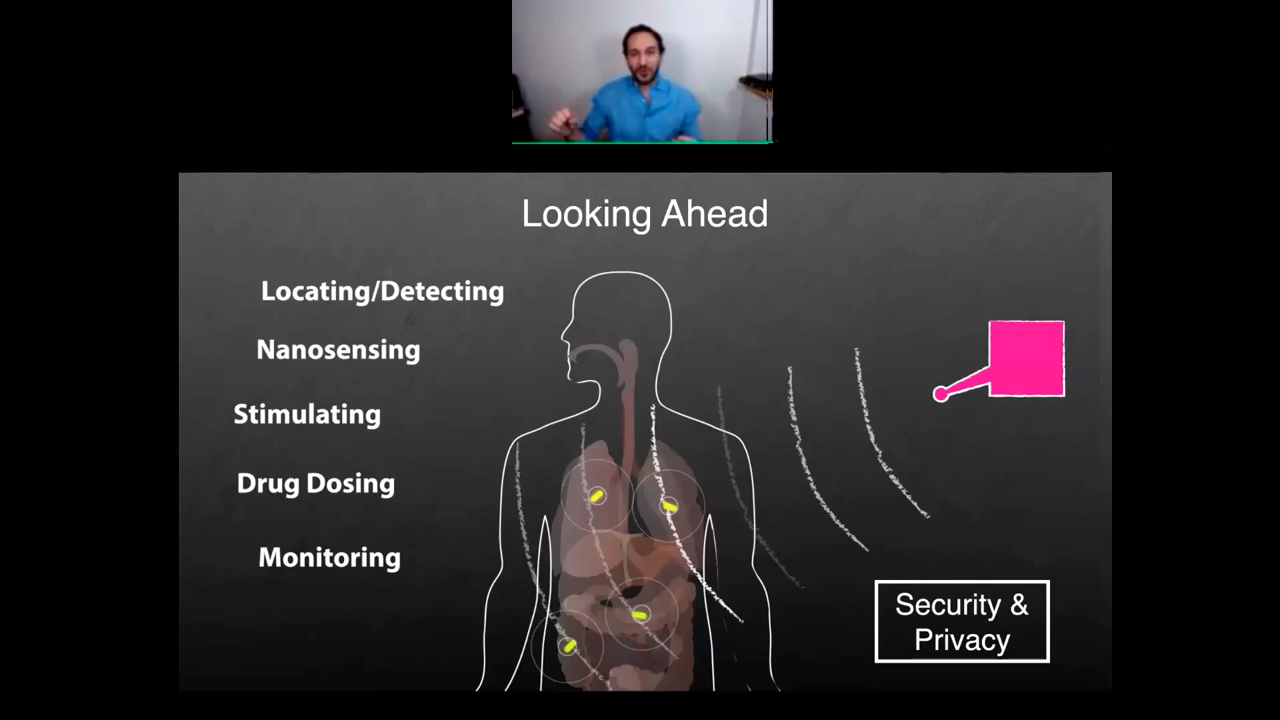 Looking Ahead
Locating/Detecting
Nanosensing
Stimulating
Drug Dosing
Monitoring
Security &
Privacy